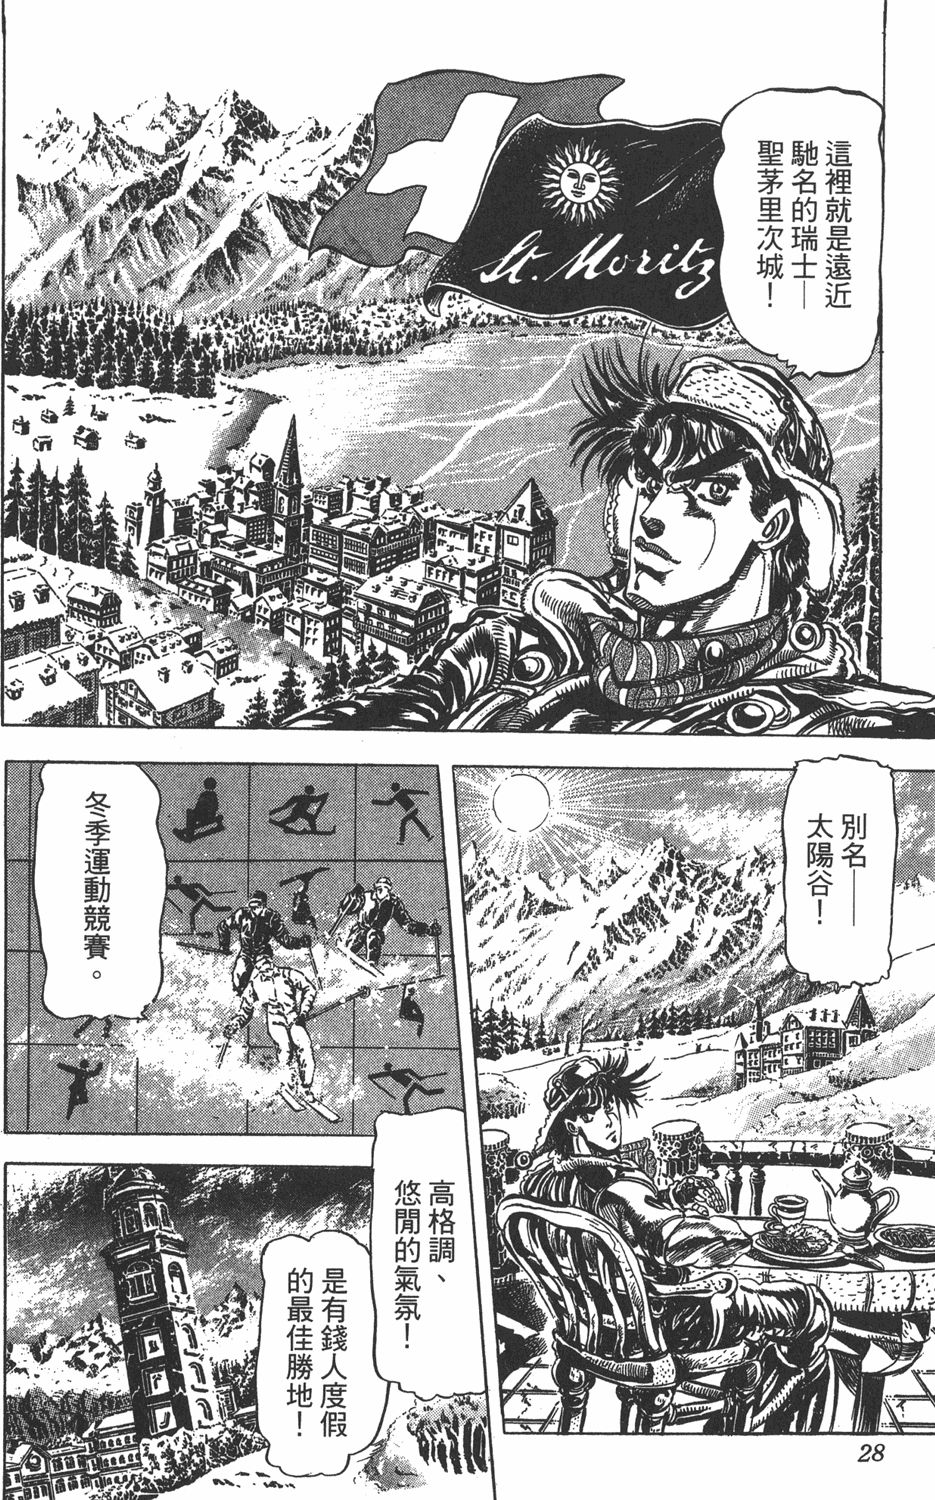 這裡就是遠近
馳名的瑞士——
聖茅里次城！
St. Moritz
別名——
太陽谷！
冬季運動競賽。
高格調、
悠閒的氣氛！
是有錢人度假
的最佳勝地！
28